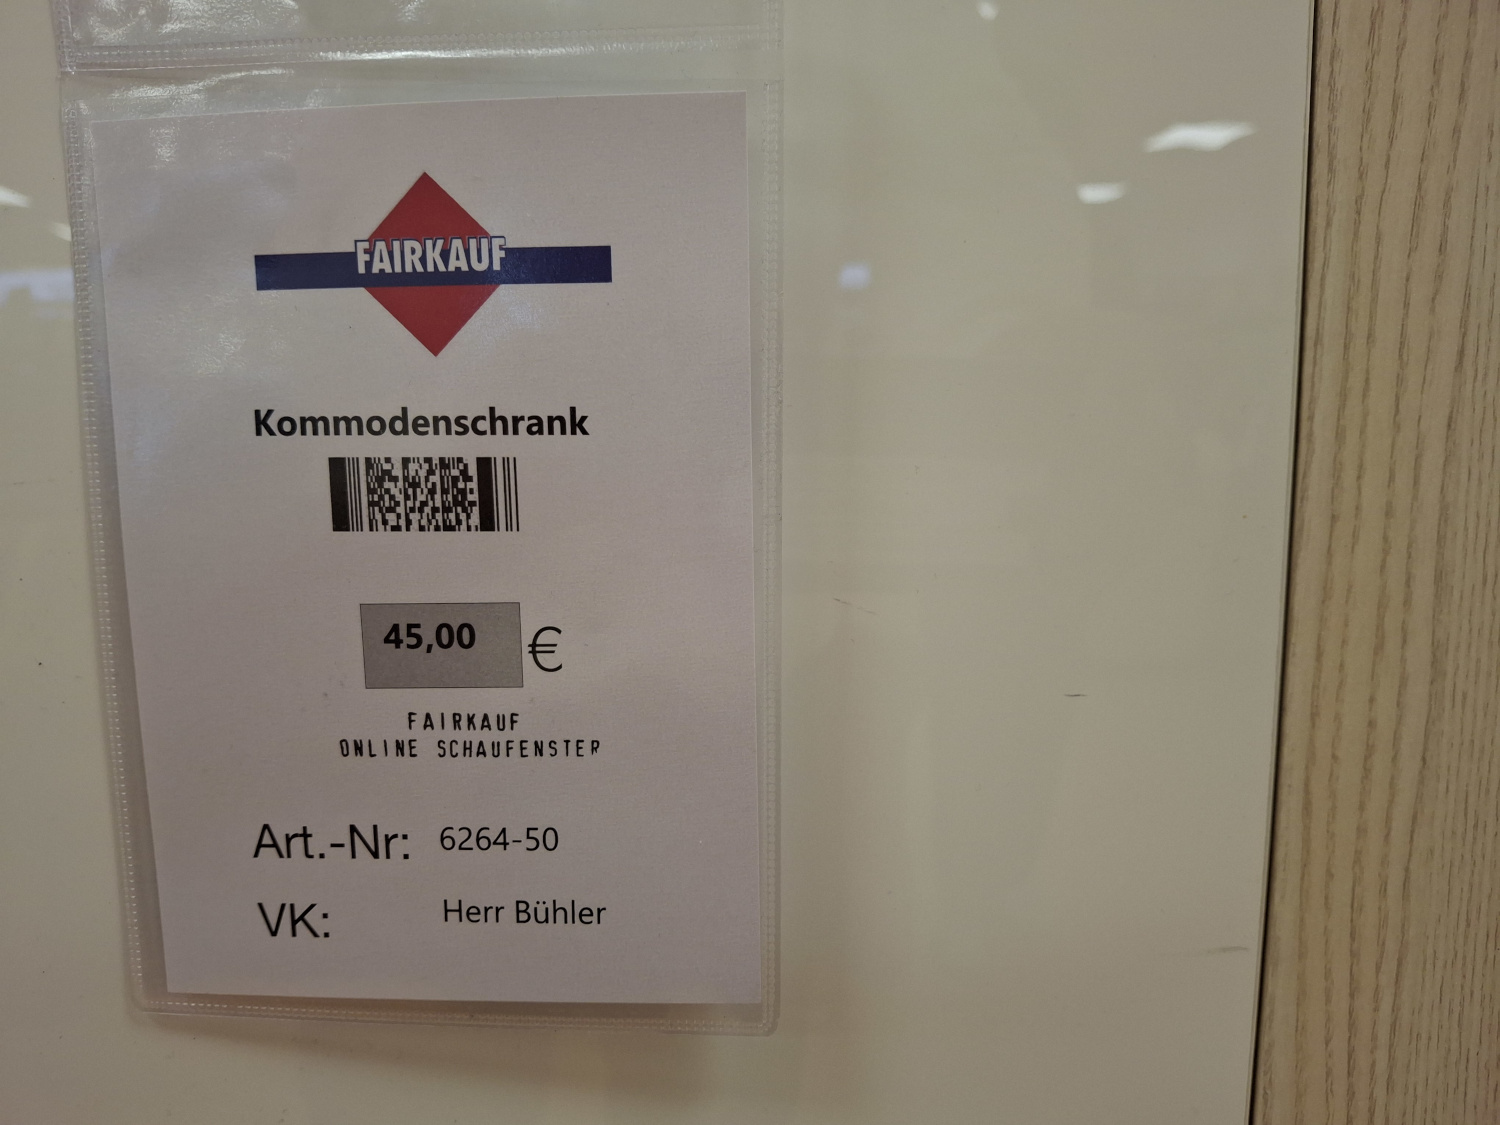 FAIRKAUF
Kommodenschrank
45,00 €
FAIRKAUF
ONLINE SCHAUFENSTER
Art.-Nr: 6264-50
VK: Herr Bühler